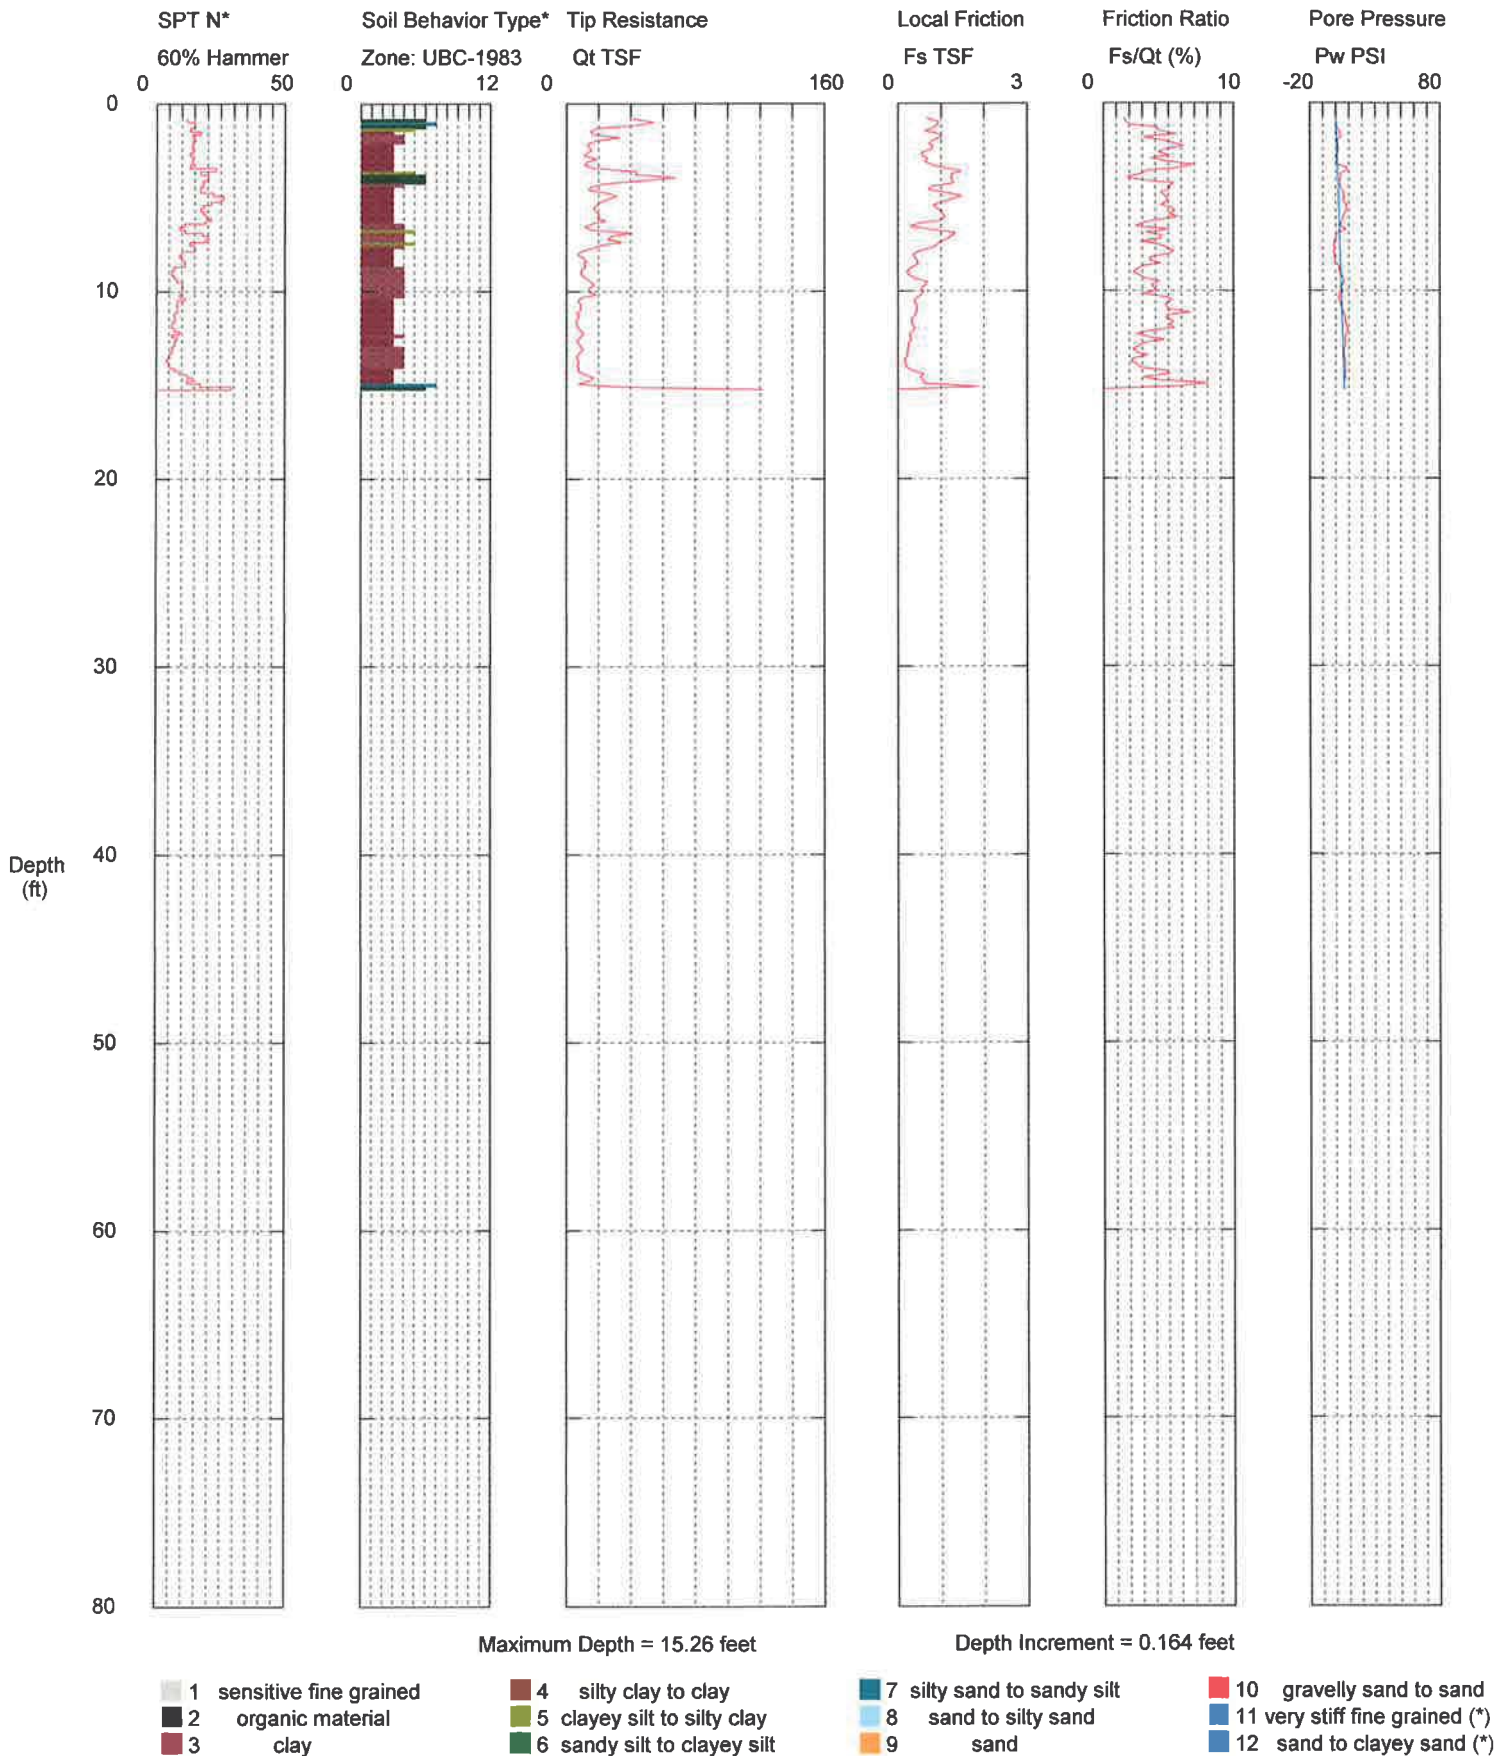 SPT N* Soil Behavior Type* Tip Resistance Local Friction Friction Ratio Pore Pressure
60% Hammer Zone: UBC-1983 Qt TSF Fs TSF Fs/Qt (%) Pw PSI
0 50 0 12 0 160 0 3 0 10 -20 80
0
10
20
30
40
Depth
(ft)
50
60
70
80
Maximum Depth = 15.26 feet Depth Increment = 0.164 feet
1 sensitive fine grained 4 silty clay to clay 7 silty sand to sandy silt 10 gravelly sand to sand
2 organic material 5 clayey silt to silty clay 8 sand to silty sand 11 very stiff fine grained (*)
3 clay 6 sandy silt to clayey silt 9 sand 12 sand to clayey sand (*)